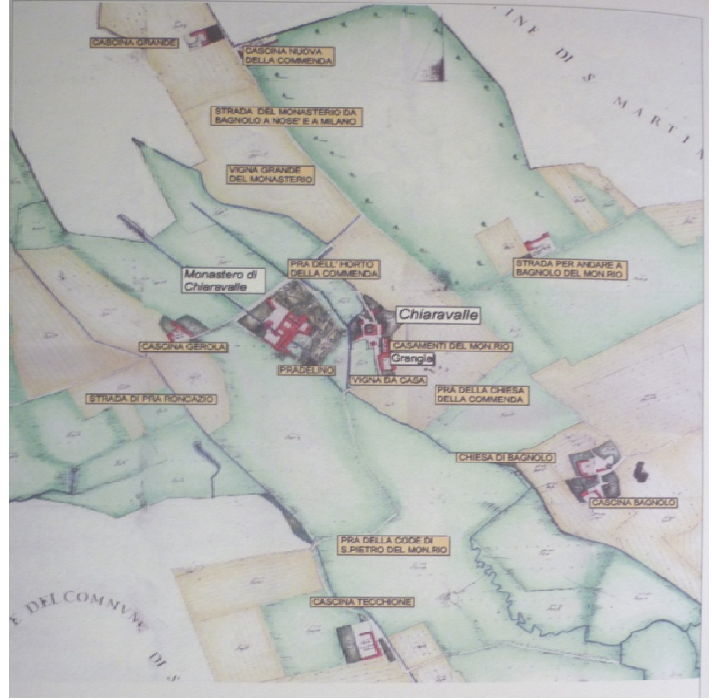 INE DI S. MARTIA
CASCINA GRANDE
CASCINA NUOVA
DELLA COMMENDA
STRADA DEL MONASTERIO DA
BAGNOLO A NOSE' E A MILANO
VIGNA GRANDE
DEL MONASTERIO
PRA DELL' HORTO
DELLA COMMENDA
STRADA PER ANDARE A
BAGNOLO DEL MON.RIO
Monastero di
Chiaravalle
Chiaravalle
CASCINA GEROLA
CASAMENTI DEL MON.RIO
Grangia
PRADELINO
VIGNA DA CASA
STRADA DI PRA RONCAZIO
PRA DELLA CHIESA
DELLA COMMENDA
CHIESA DI BAGNOLO
CASCINA BAGNOLO
PRA DELLA CODE DI
S.PIETRO DEL MON.RIO
CASCINA TECCHIONE
E DEL COMMVNE DI S